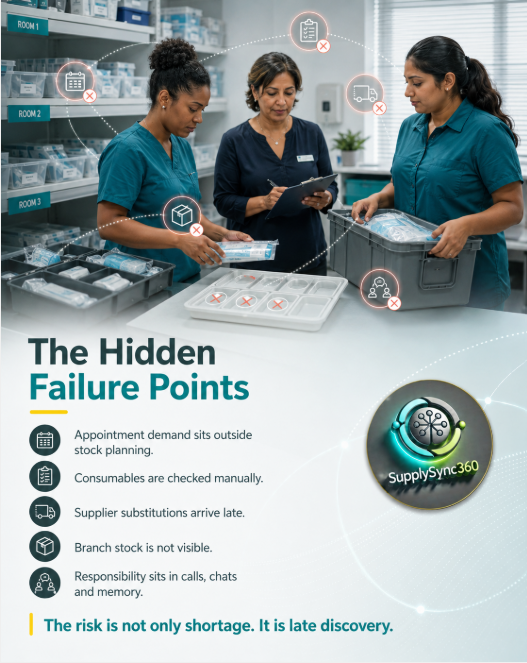 ROOM 1
ROOM 2
ROOM 3
The Hidden
Failure Points
Appointment demand sits outside
stock planning.
Consumables are checked manually.
Supplier substitutions arrive late.
Branch stock is not visible.
Responsibility sits in calls, chats
and memory.
SupplySync360
The risk is not only shortage. It is late discovery.